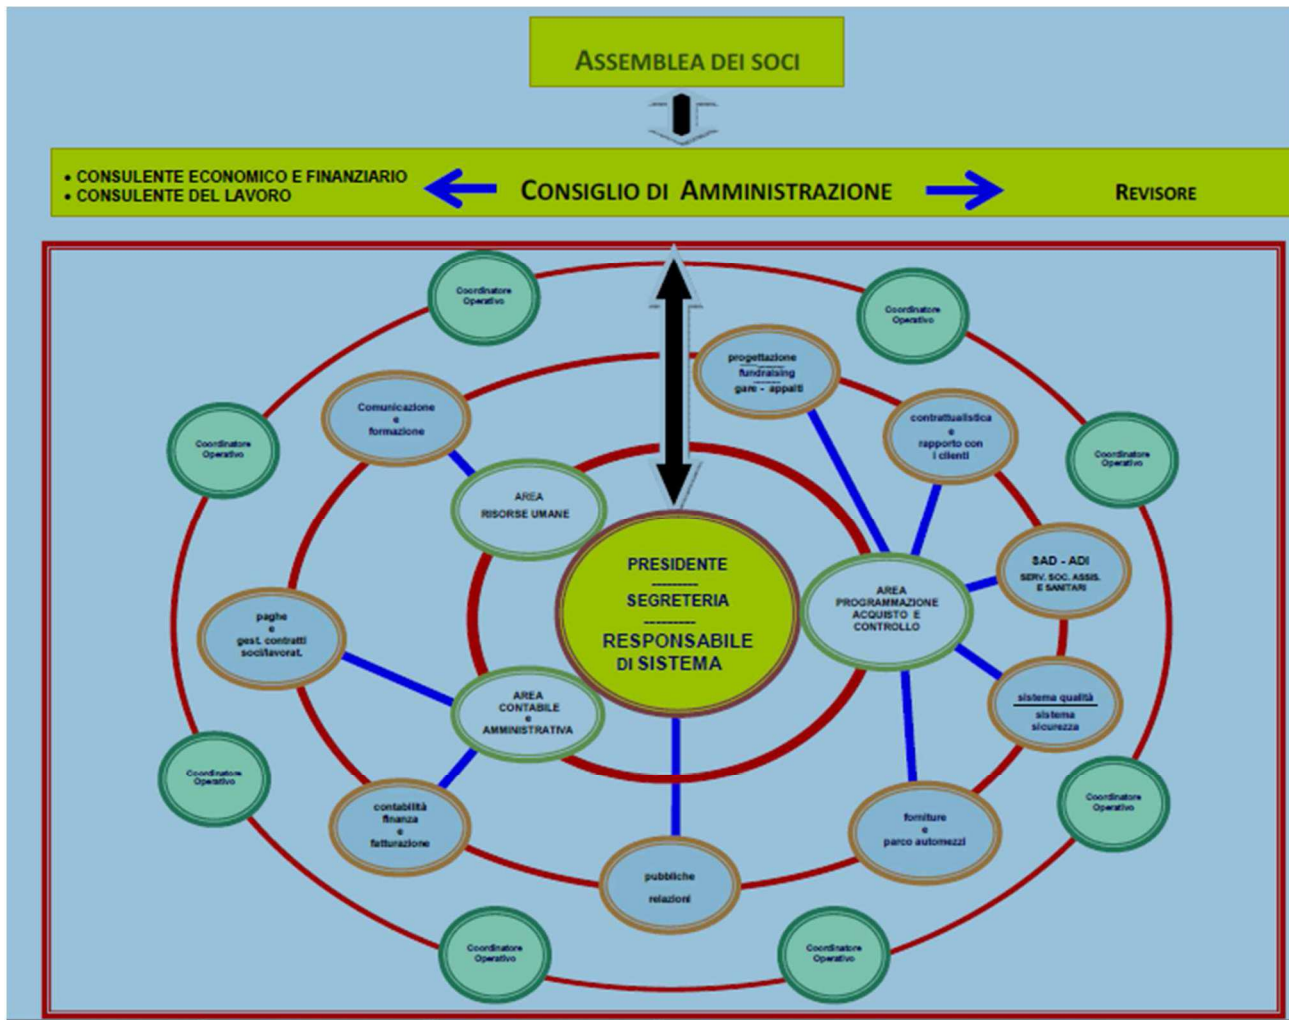 ASSEMBLEA DEI SOCI
• CONSULENTE ECONOMICO E FINANZIARIO
• CONSULENTE DEL LAVORO
CONSIGLIO DI AMMINISTRAZIONE
REVISORE
Coordinatore
Operativo
Coordinatore
Operativo
progettazione
fundraising
gare - appalti
Comunicazione
e
formazione
contrattualistica
e
rapporto con
i clienti
Coordinatore
Operativo
Coordinatore
Operativo
AREA
RISORSE UMANE
PRESIDENTE
SEGRETERIA
RESPONSABILE
DI SISTEMA
AREA
PROGRAMMAZIONE
ACQUISTO E
CONTROLLO
SAD - ADI
SERV. SOC. ASSIS.
E SANITARI
paghe
e
gest. contratti
soci/lavorat.
AREA
CONTABILE
e
AMMINISTRATIVA
sistema qualità
sistema
sicurezza
Coordinatore
Operativo
Coordinatore
Operativo
contabilità
finanza
e
fatturazione
forniture
e
parco automezzi
pubbliche
relazioni
Coordinatore
Operativo
Coordinatore
Operativo